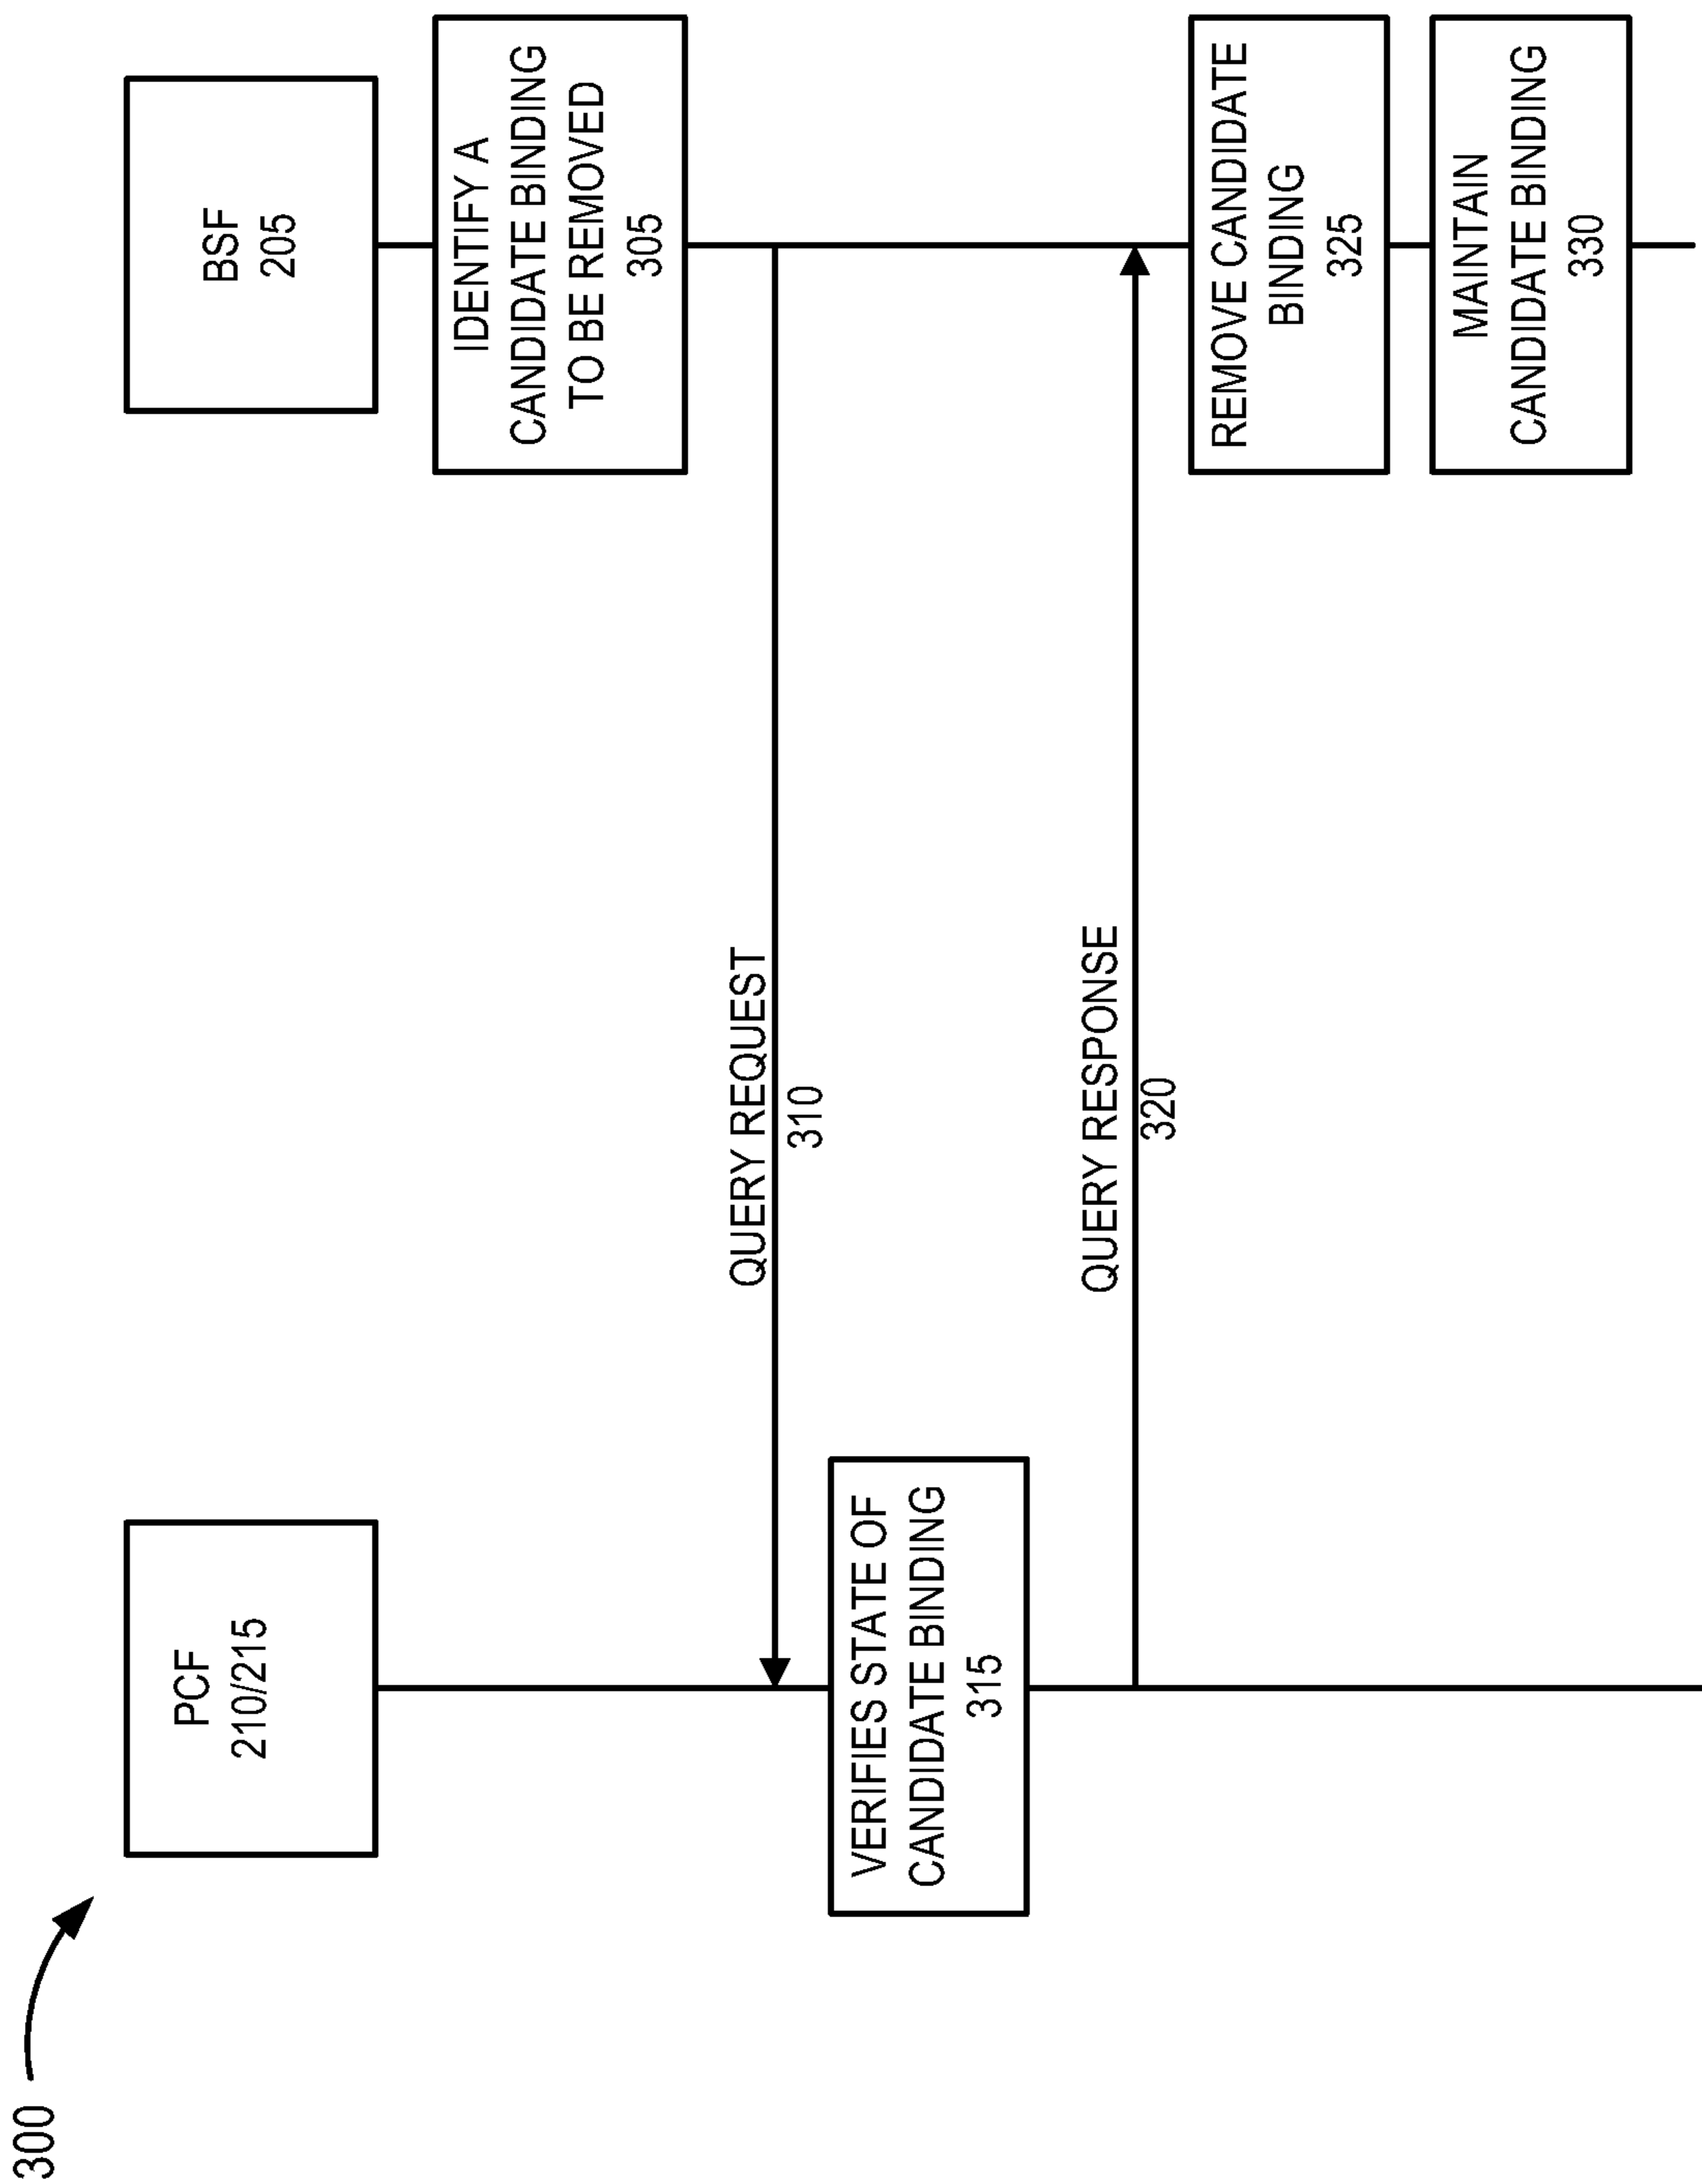 300
PCF
210/215
BSF
205
IDENTIFY A
CANDIDATE BINDING
TO BE REMOVED
305
QUERY REQUEST
310
VERIFIES STATE OF
CANDIDATE BINDING
315
QUERY RESPONSE
320
REMOVE CANDIDATE
BINDING
325
MAINTAIN
CANDIDATE BINDING
330